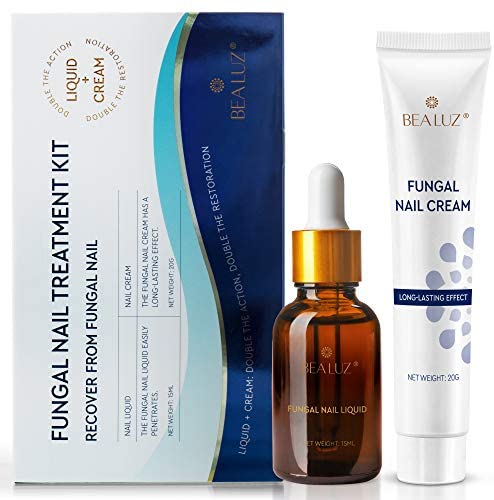 DOUBLE THE ACTION
LIQUID
+
CREAM
DOUBLE THE RESTORATION
BEALUZ®
FUNGAL NAIL TREATMENT KIT
RECOVER FROM FUNGAL NAIL
NAIL CREAM
THE FUNGAL NAIL CREAM HAS A
LONG-LASTING EFFECT.
NET WEIGHT: 20G
NAIL LIQUID
THE FUNGAL NAIL LIQUID EASILY
PENETRATES.
NET WEIGHT: 15ML
LIQUID + CREAM; DOUBLE THE ACTION, DOUBLE THE RESTORATION
BEALUZ®
FUNGAL NAIL LIQUID
NET WEIGHT: 15ML
BEALUZ®
FUNGAL
NAIL CREAM
LONG-LASTING EFFECT
NET WEIGHT: 20G